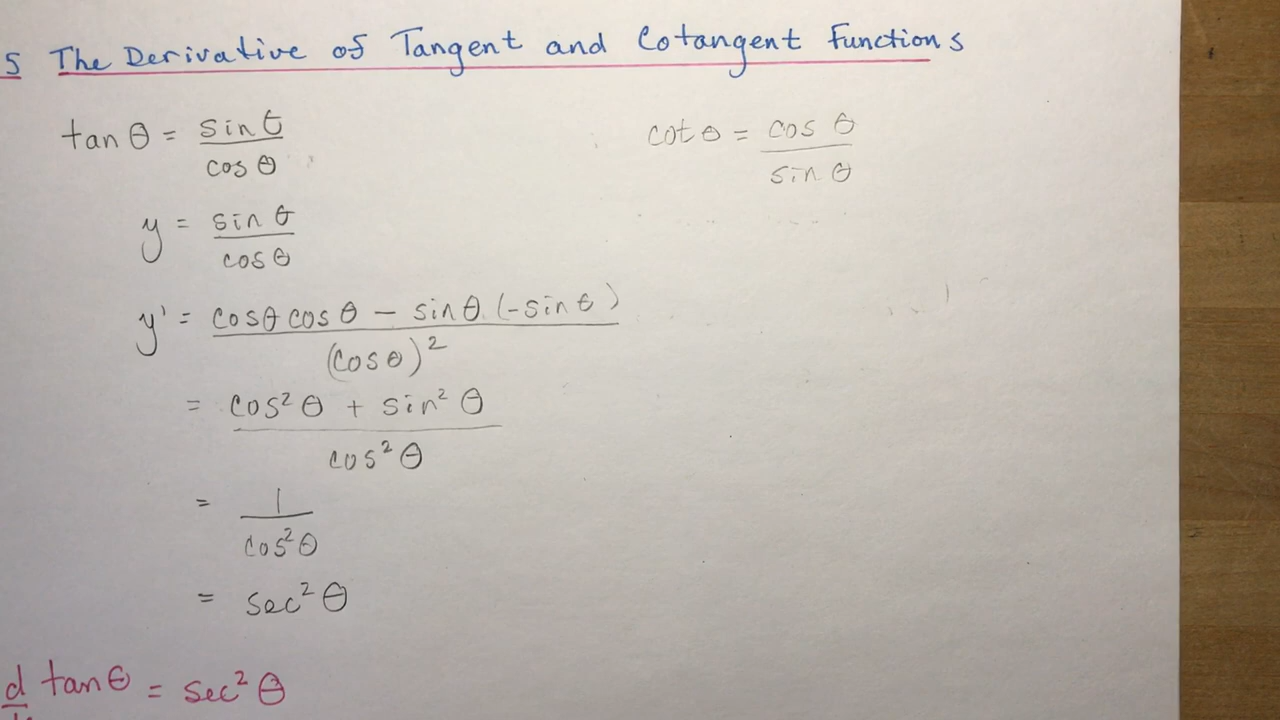 5 The Derivative of Tangent and Cotangent Functions
tan θ = sin θ / cos θ
y = sin θ / cos θ
y' = cos θ cos θ − sin θ (−sin θ) / (cos θ)²
= cos² θ + sin² θ / cos² θ
= 1 / cos² θ
= sec² θ
d tan θ = sec² θ
cot θ = cos θ / sin θ